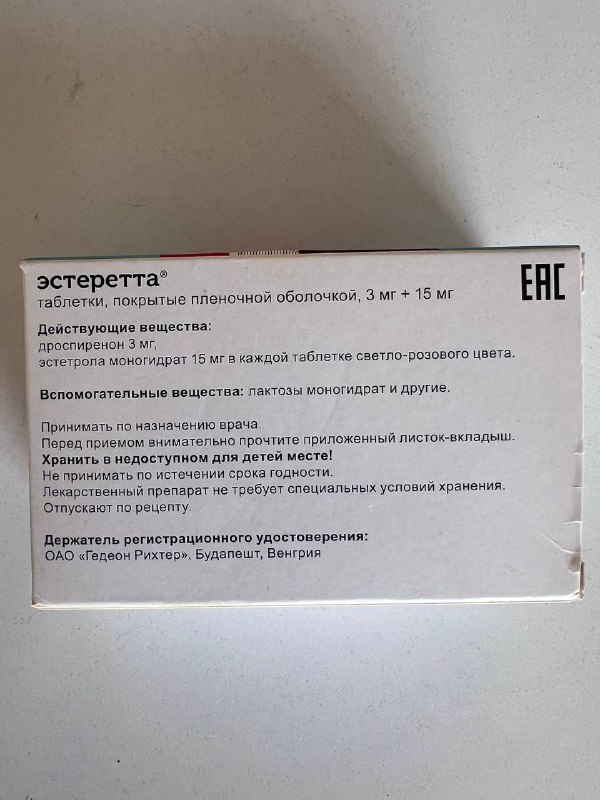 эстеретта®
таблетки, покрытые пленочной оболочкой, 3 мг + 15 мг
EAC
Действующие вещества:
дроспиренон 3 мг,
эстетрола моногидрат 15 мг в каждой таблетке светло-розового цвета.
Вспомогательные вещества: лактозы моногидрат и другие.
Принимать по назначению врача.
Перед приемом внимательно прочтите приложенный листок-вкладыш.
Хранить в недоступном для детей месте!
Не принимать по истечении срока годности.
Лекарственный препарат не требует специальных условий хранения.
Отпускают по рецепту.
Держатель регистрационного удостоверения:
ОАО «Гедеон Рихтер», Будапешт, Венгрия